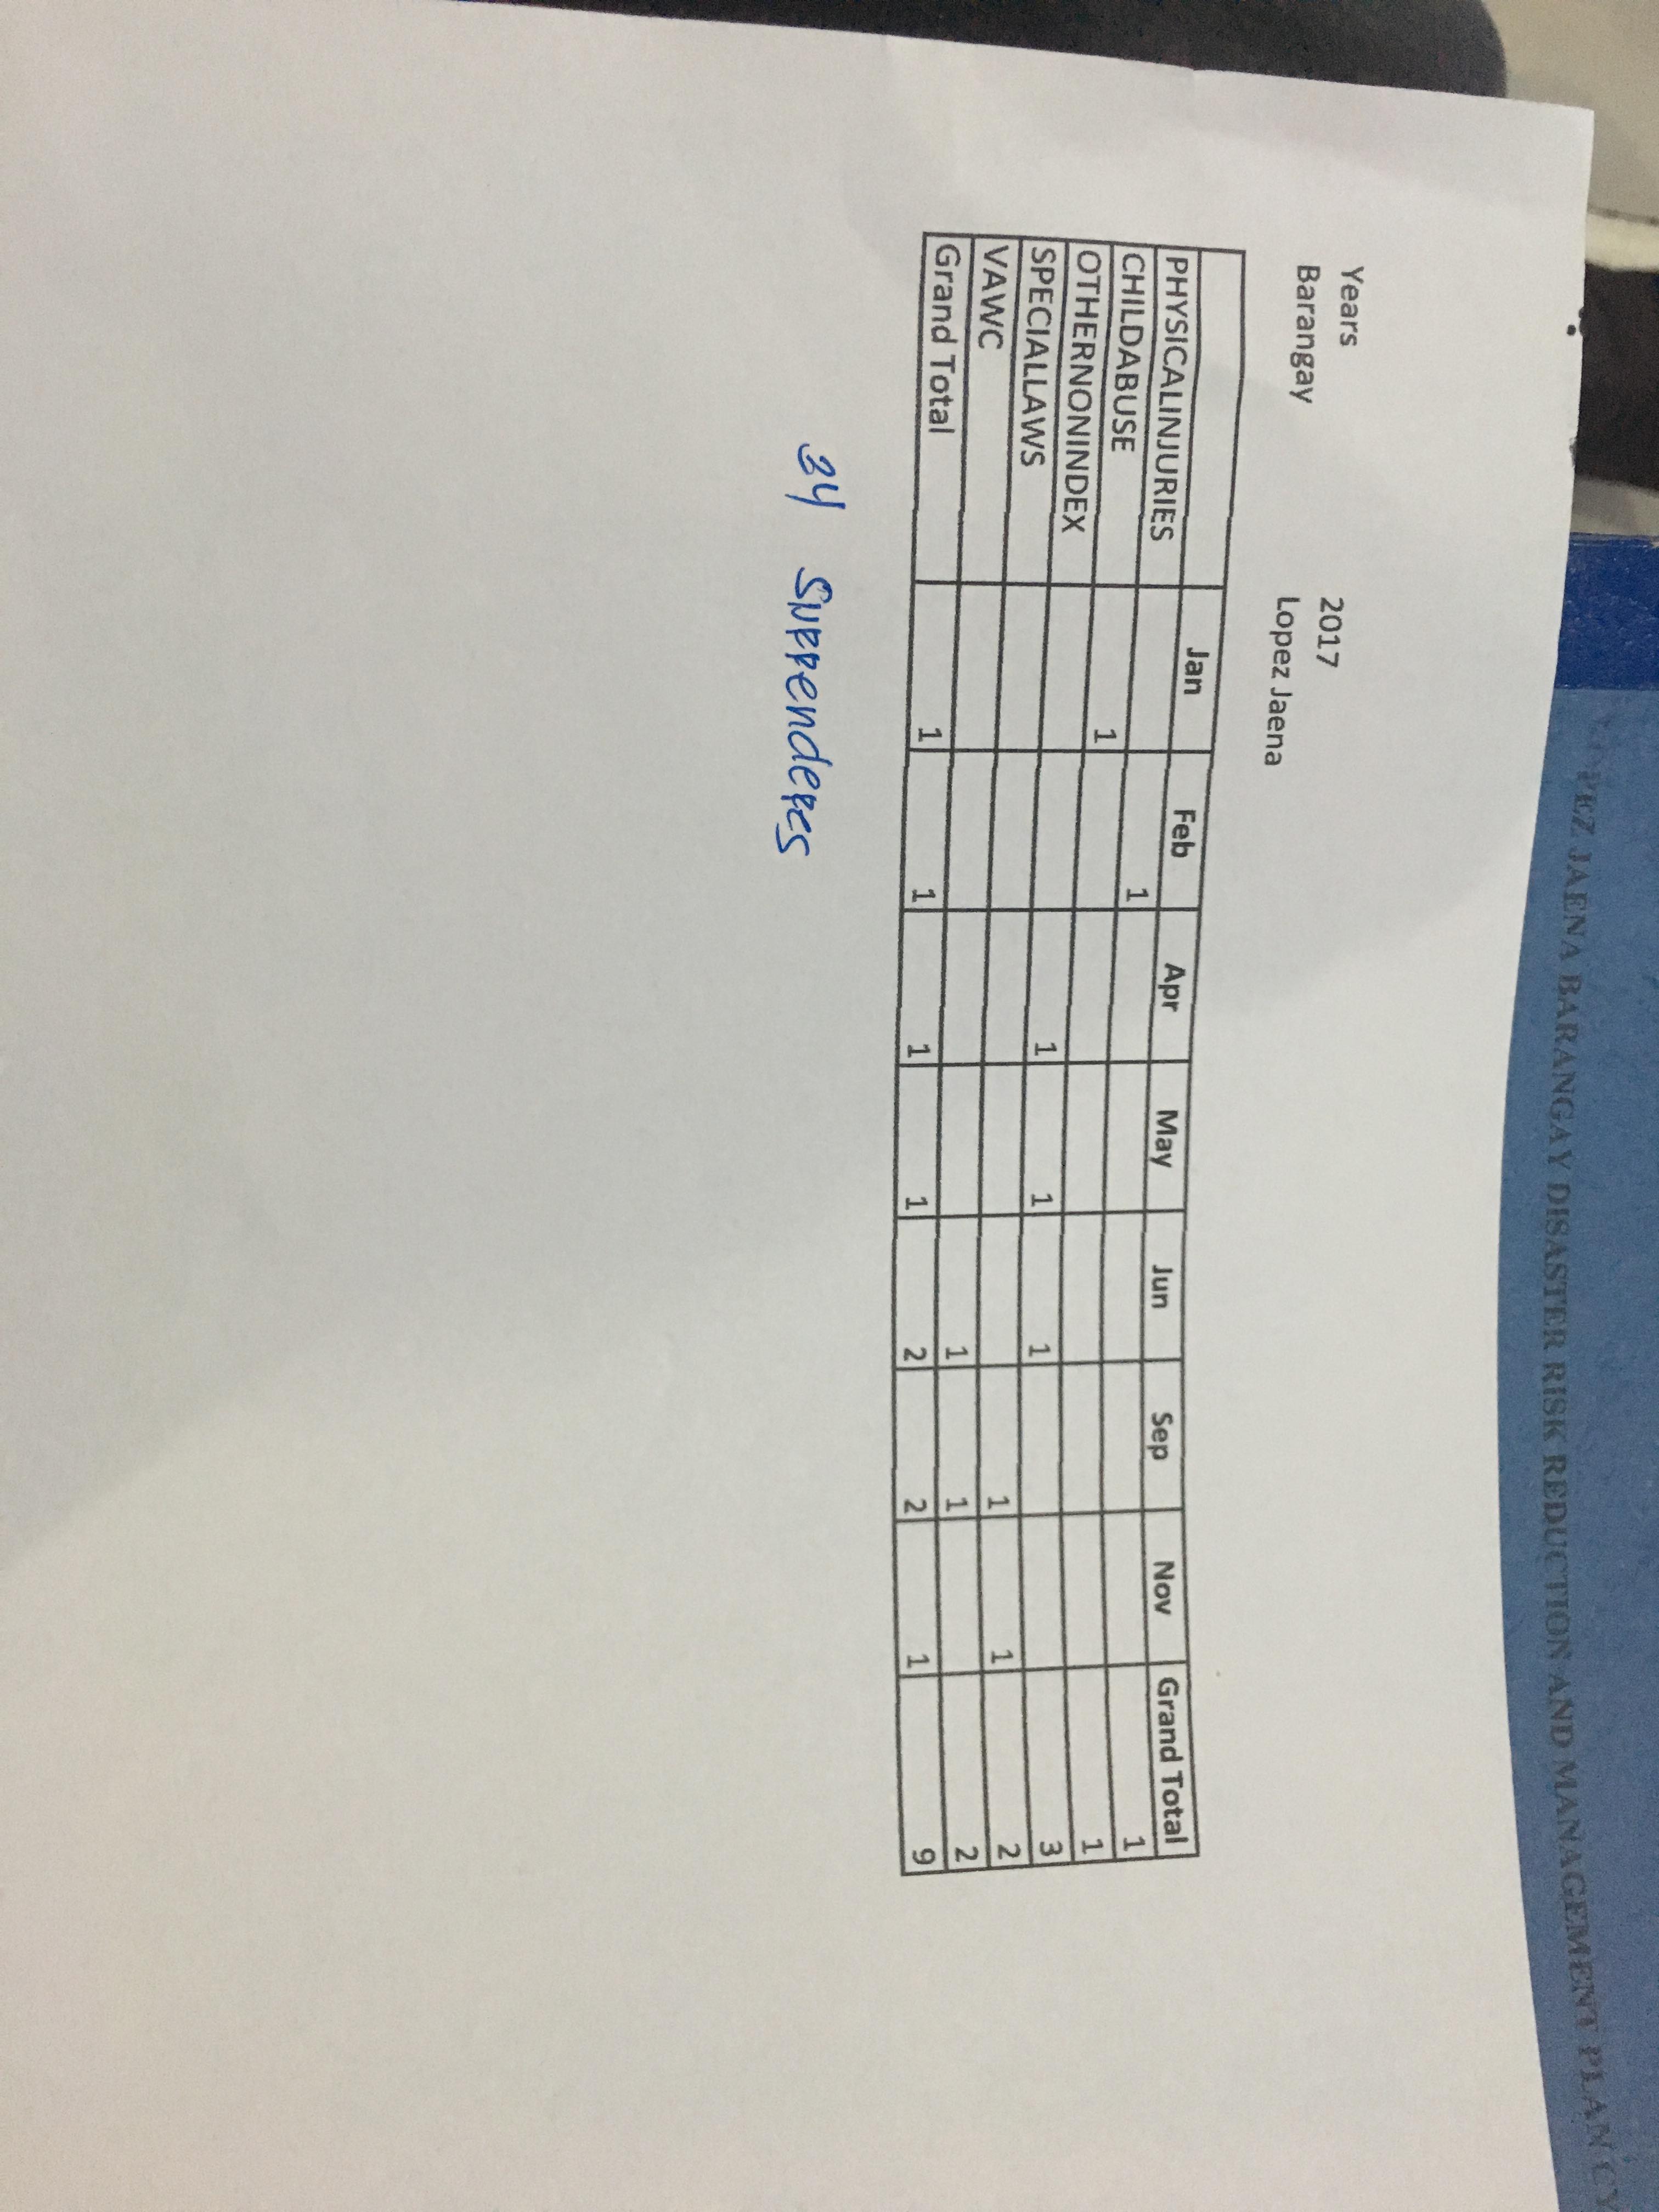 PEZ JAENA BARANGAY DISASTER RISK REDUCTION AND MANAGEMENT PLAN CY
Years 2017
Barangay Lopez Jaena
Jan Feb Apr May Jun Sep Nov Grand Total
PHYSICALINJURIES 1 1
CHILDABUSE 1 1
OTHERNONINDEX 1 1 1 3
SPECIALLAWS 1 1 2
VAWC 1 1 2
Grand Total 1 1 1 1 2 2 1 9
34 Surrenderes